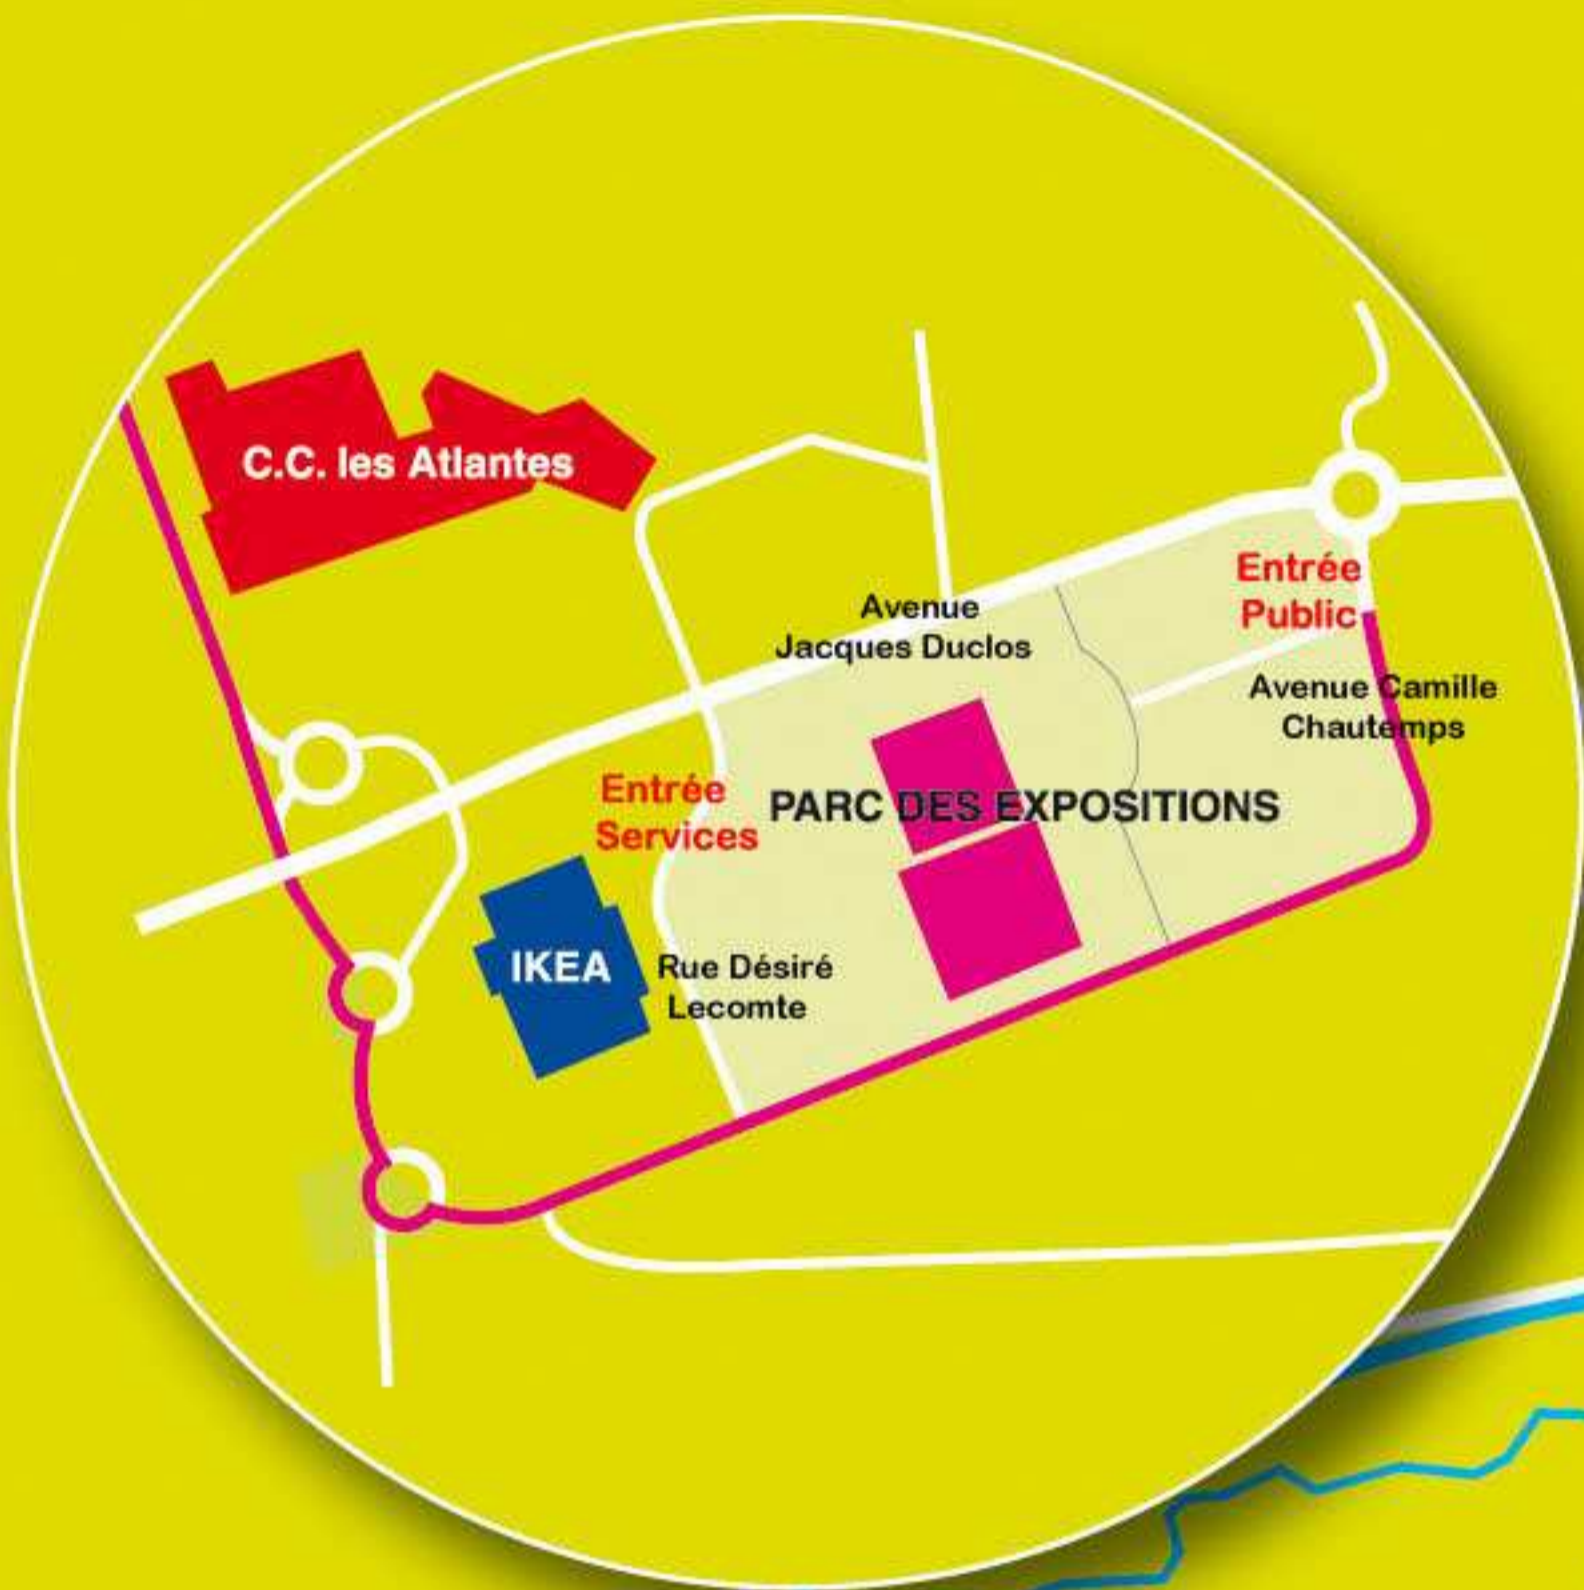 C.C. les Atlantes
Entrée
Public
Avenue
Jacques Duclos
Avenue Camille
Chautemps
Entrée
Services
PARC DES EXPOSITIONS
IKEA
Rue Désiré
Lecomte